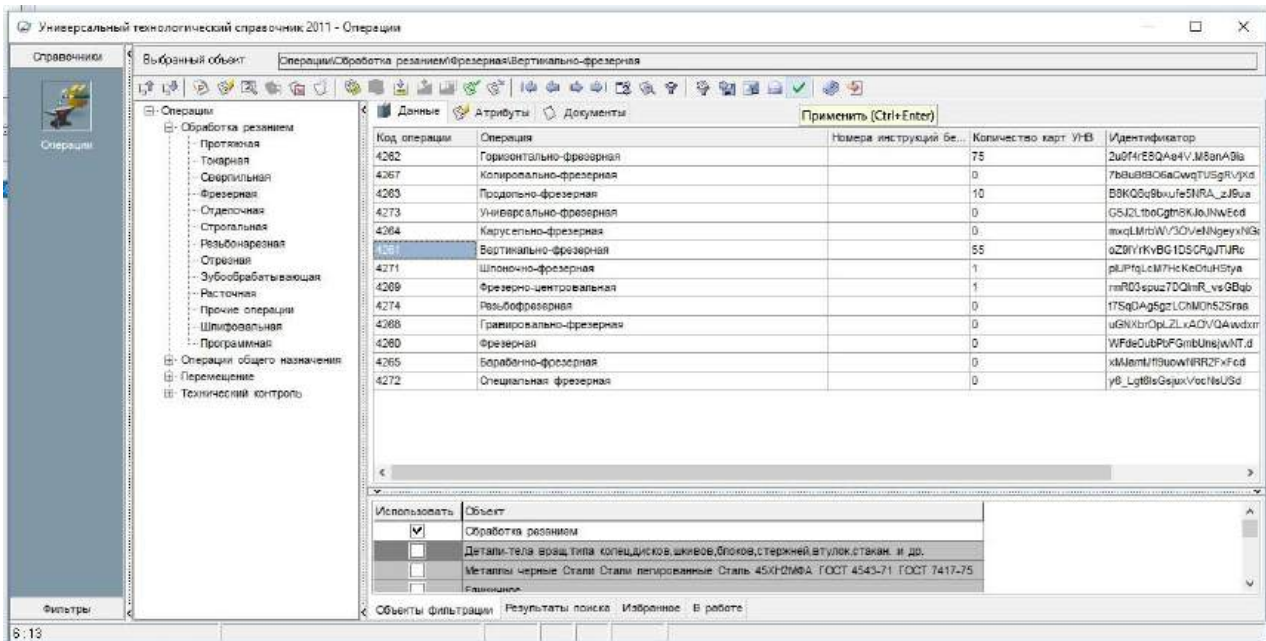 Универсальный технологический справочник 2011 - Операции
Справочники
Выбранный объект Операции\Обработка резанием\Фрезерная\Вертикально-фрезерная
Операции
Операции
Обработка резанием
Протяжная
Токарная
Сверлильная
Фрезерная
Отделочная
Строгальная
Резьбонарезная
Отрезная
Зубообрабатывающая
Расточная
Прочие операции
Шлифовальная
Программная
Операции общего назначения
Перемещение
Технический контроль
Данные Атрибуты Документы
Применить (Ctrl+Enter)
Код операции Операция Номера инструкций бе... Количество карт УНВ Идентификатор
4262 Горизонтально-фрезерная 75
4267 Копировально-фрезерная 0
4263 Продольно-фрезерная 10
4273 Универсально-фрезерная 0
4264 Карусельно-фрезерная 0
4261 Вертикально-фрезерная 55
4271 Шпоночно-фрезерная 1
4269 Фрезерно-центровальная 1
4274 Резьбофрезерная 0
4268 Гравировально-фрезерная 0
4260 Фрезерная 0
4265 Барабанно-фрезерная 0
4272 Специальная фрезерная 0
Использовать Объект
Обработка резанием
Детали-тела вращ.типа колец,дисков,шкивов,блоков,стержней,втулок,стакан. и др.
Металлы черные Стали Стали легированные Сталь 45ХН2МФА ГОСТ 4543-71 ГОСТ 7417-75
Единичное
Объекты фильтрации Результаты поиска Избранное В работе
Фильтры
6:13